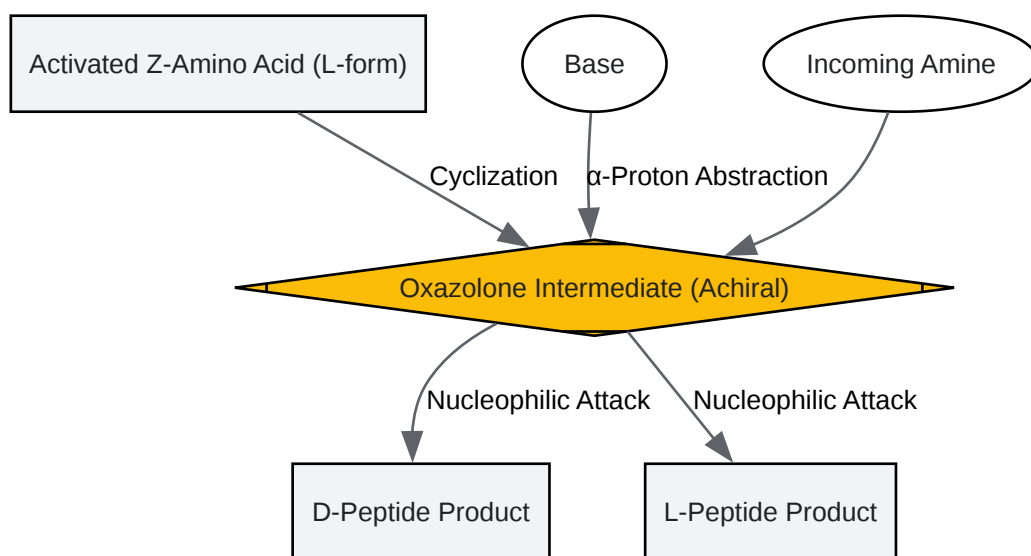 Activated Z-Amino Acid (L-form)
Base
Incoming Amine
Cyclization
α-Proton Abstraction
Oxazolone Intermediate (Achiral)
Nucleophilic Attack
Nucleophilic Attack
D-Peptide Product
L-Peptide Product